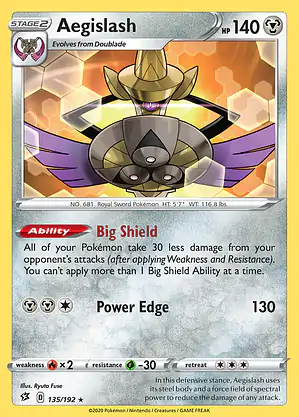 STAGE2 Aegislash HP 140
Evolves from Doublade
NO. 681 Royal Sword Pokémon HT: 5'7" WT: 116.8 lbs
Ability Big Shield
All of your Pokémon take 30 less damage from your
opponent's attacks (after applying Weakness and Resistance).
You can't apply more than 1 Big Shield Ability at a time.
Power Edge 130
weakness ×2 resistance -30 retreat
Illus. Ryuta Fuse
135/192 ★
In this defensive stance, Aegislash uses
its steel body and a force field of spectral
power to reduce the damage of any attack.
©2020 Pokémon / Nintendo / Creatures / GAME FREAK